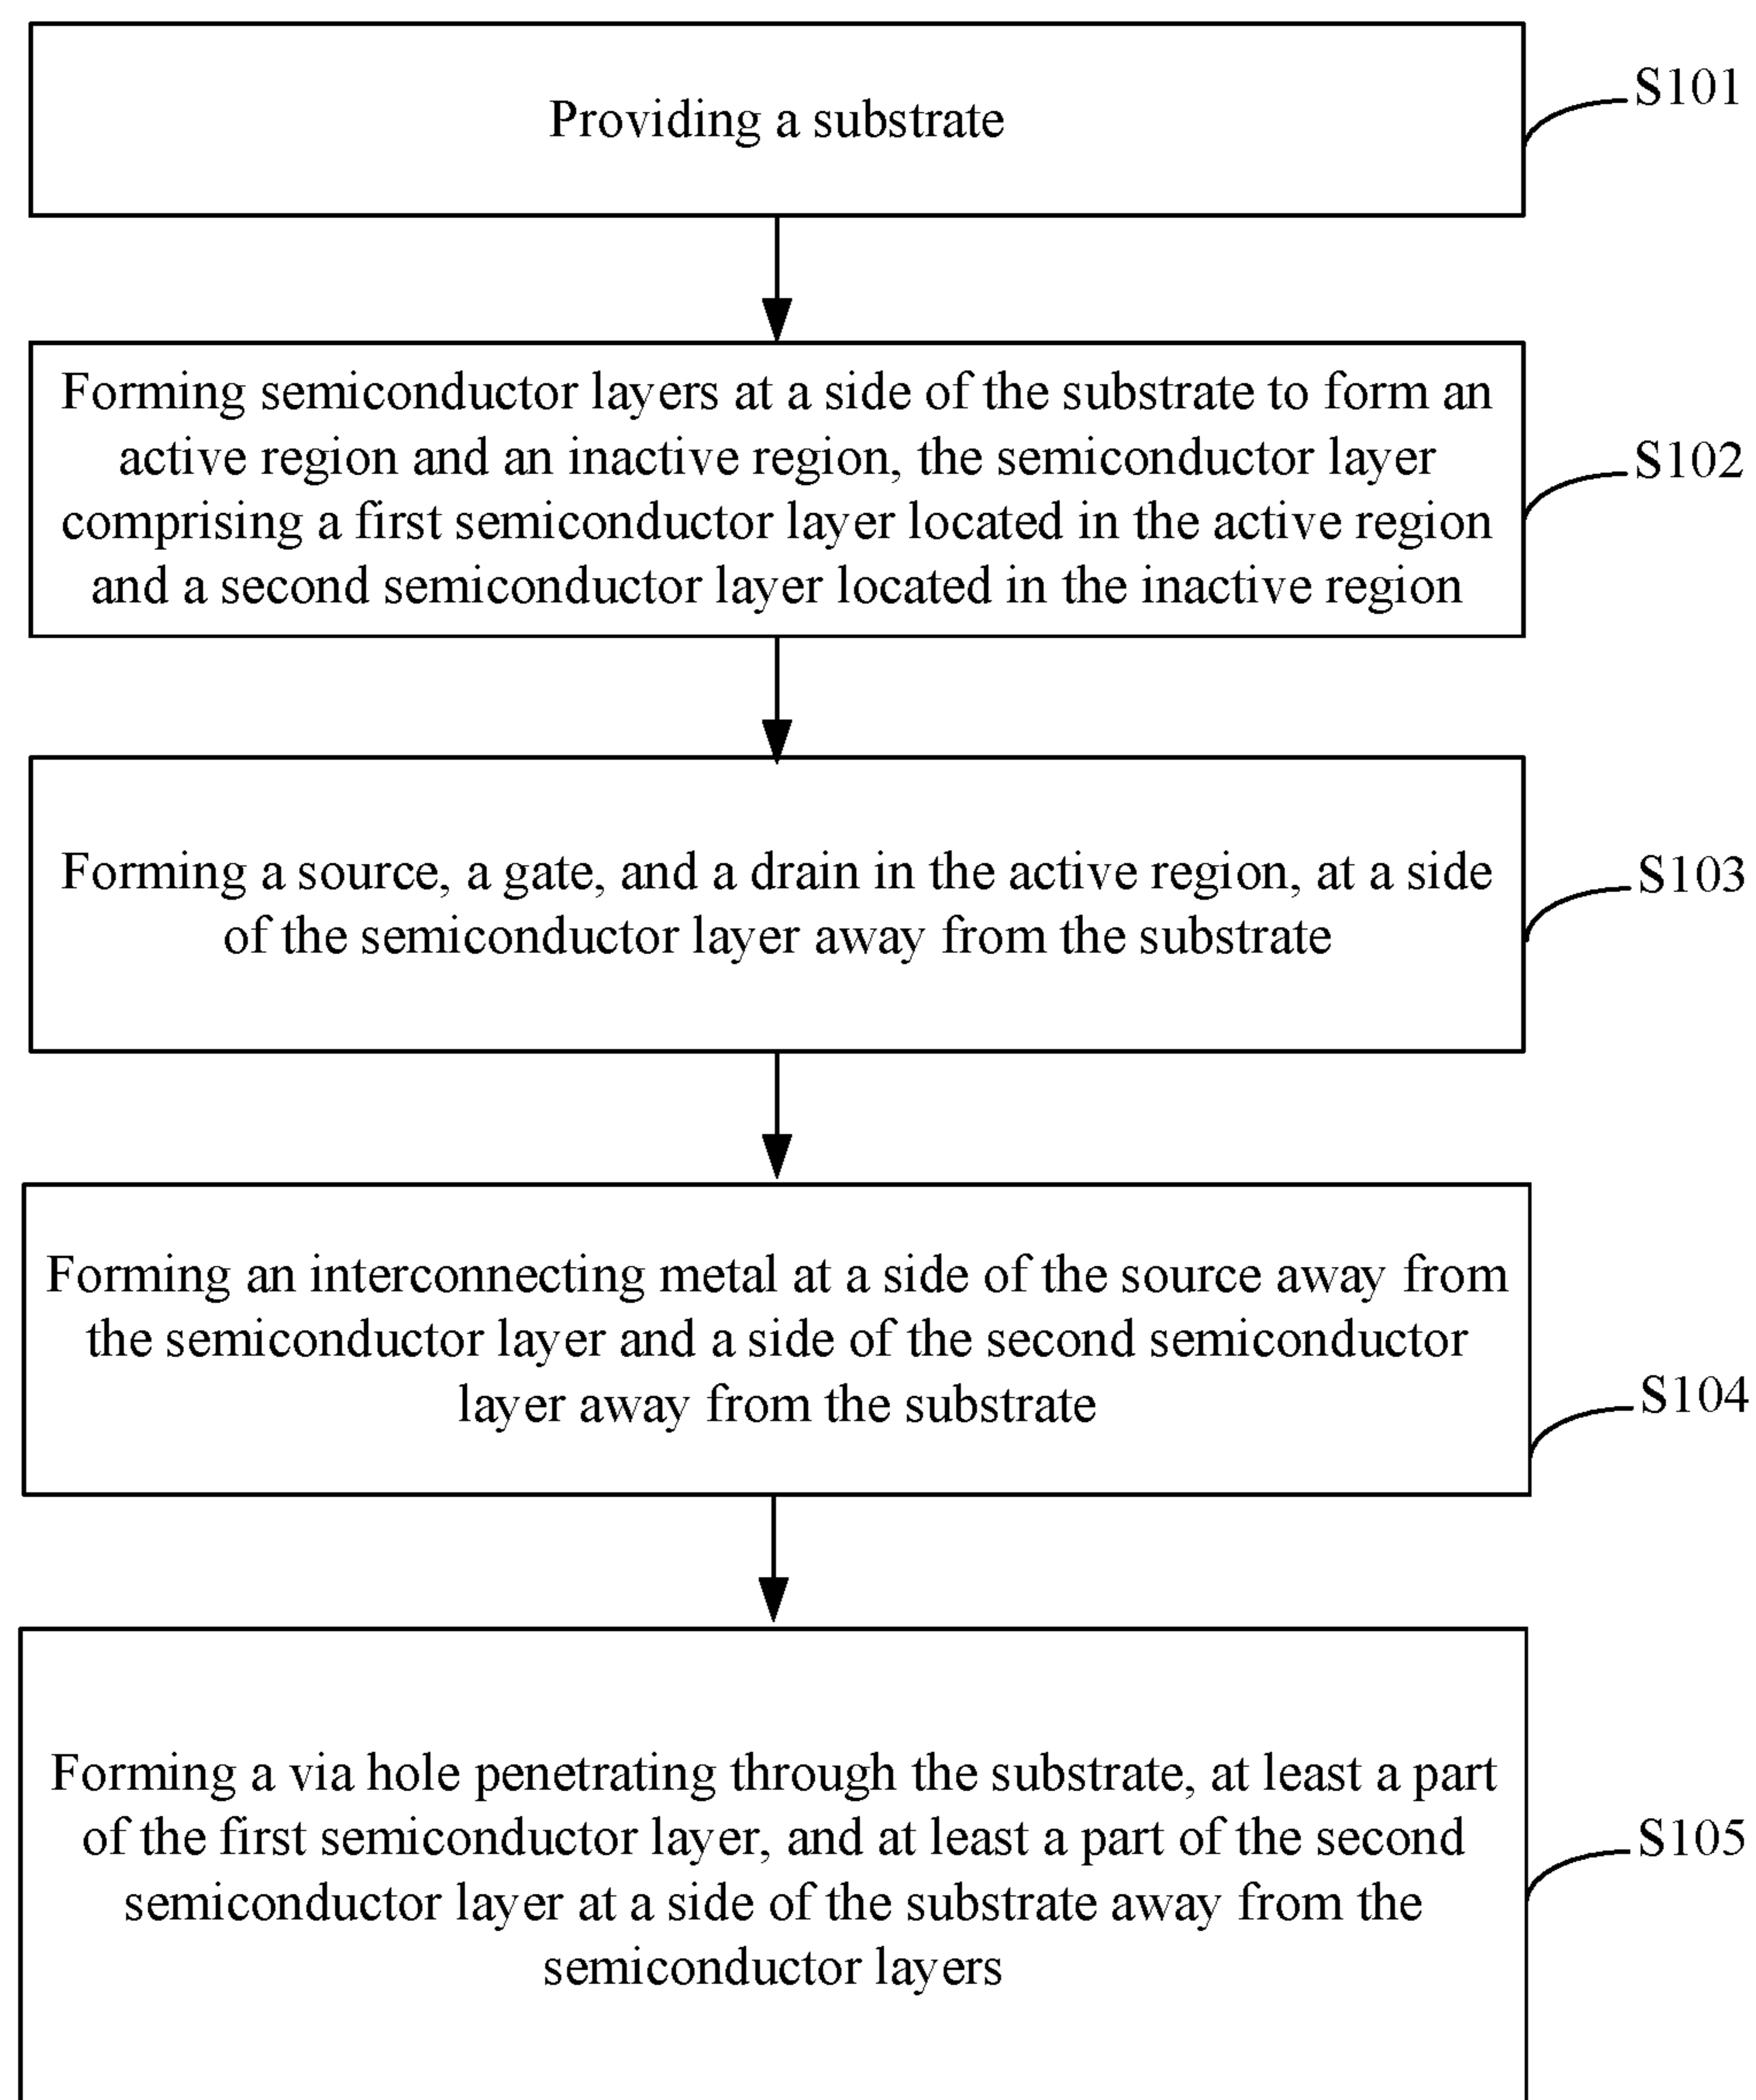 Providing a substrate
S101
Forming semiconductor layers at a side of the substrate to form an
active region and an inactive region, the semiconductor layer
comprising a first semiconductor layer located in the active region
and a second semiconductor layer located in the inactive region
S102
Forming a source, a gate, and a drain in the active region, at a side
of the semiconductor layer away from the substrate
S103
Forming an interconnecting metal at a side of the source away from
the semiconductor layer and a side of the second semiconductor
layer away from the substrate
S104
Forming a via hole penetrating through the substrate, at least a part
of the first semiconductor layer, and at least a part of the second
semiconductor layer at a side of the substrate away from the
semiconductor layers
S105